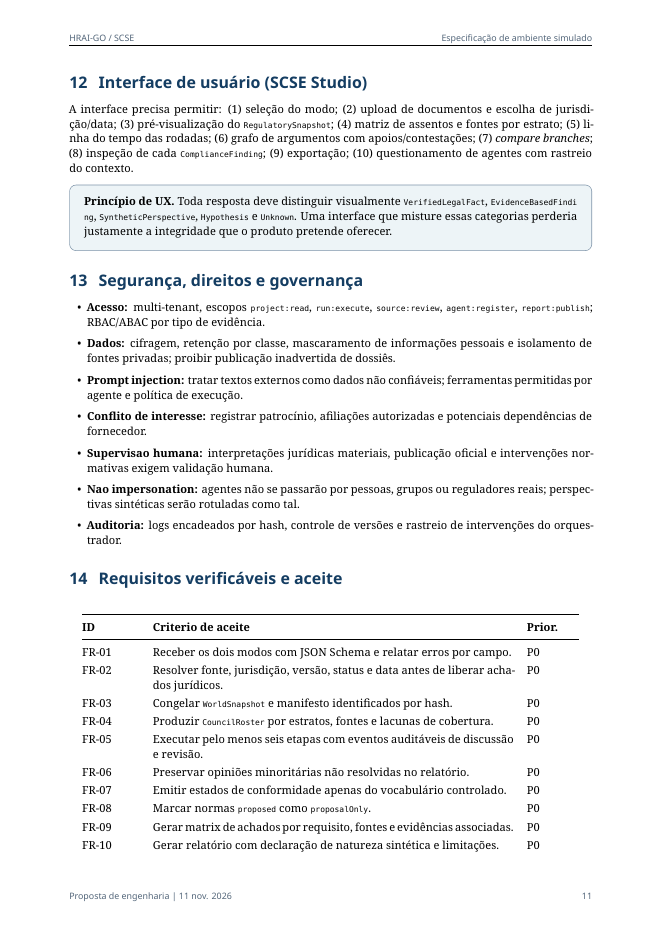 HRAI-GO / SCSE
Especificação de ambiente simulado
12 Interface de usuário (SCSE Studio)
A interface precisa permitir: (1) seleção do modo; (2) upload de documentos e escolha de jurisdi-
ção/data; (3) pré-visualização do RegulatorySnapshot; (4) matriz de assentos e fontes por estrato; (5) li-
nha do tempo das rodadas; (6) grafo de argumentos com apoios/contestações; (7) compare branches;
(8) inspeção de cada ComplianceFinding; (9) exportação; (10) questionamento de agentes com rastreio
do contexto.
Princípio de UX. Toda resposta deve distinguir visualmente VerifiedLegalFact, EvidenceBasedFindi
ng, SyntheticPerspective, Hypothesis e Unknown. Uma interface que misture essas categorias perderia
justamente a integridade que o produto pretende oferecer.
13 Segurança, direitos e governança
• Acesso: multi-tenant, escopos project:read, run:execute, source:review, agent:register, report:publish;
RBAC/ABAC por tipo de evidência.
• Dados: cifragem, retenção por classe, mascaramento de informações pessoais e isolamento de
fontes privadas; proibir publicação inadvertida de dossiês.
• Prompt injection: tratar textos externos como dados não confiáveis; ferramentas permitidas por
agente e política de execução.
• Conflito de interesse: registrar patrocínio, afiliações autorizadas e potenciais dependências de
fornecedor.
• Supervisao humana: interpretações jurídicas materiais, publicação oficial e intervenções nor-
mativas exigem validação humana.
• Nao impersonation: agentes não se passarão por pessoas, grupos ou reguladores reais; perspec-
tivas sintéticas serão rotuladas como tal.
• Auditoria: logs encadeados por hash, controle de versões e rastreio de intervenções do orques-
trador.
14 Requisitos verificáveis e aceite
ID Criterio de aceite Prior.
FR-01 Receber os dois modos com JSON Schema e relatar erros por campo. P0
FR-02 Resolver fonte, jurisdição, versão, status e data antes de liberar acha- P0
dos jurídicos.
FR-03 Congelar WorldSnapshot e manifesto identificados por hash. P0
FR-04 Produzir CouncilRoster por estratos, fontes e lacunas de cobertura. P0
FR-05 Executar pelo menos seis etapas com eventos auditáveis de discussão P0
e revisão.
FR-06 Preservar opiniões minoritárias não resolvidas no relatório. P0
FR-07 Emitir estados de conformidade apenas do vocabulário controlado. P0
FR-08 Marcar normas proposed como proposalOnly. P0
FR-09 Gerar matriz de achados por requisito, fontes e evidências associadas. P0
FR-10 Gerar relatório com declaração de natureza sintética e limitações. P0
Proposta de engenharia | 11 nov. 2026
11